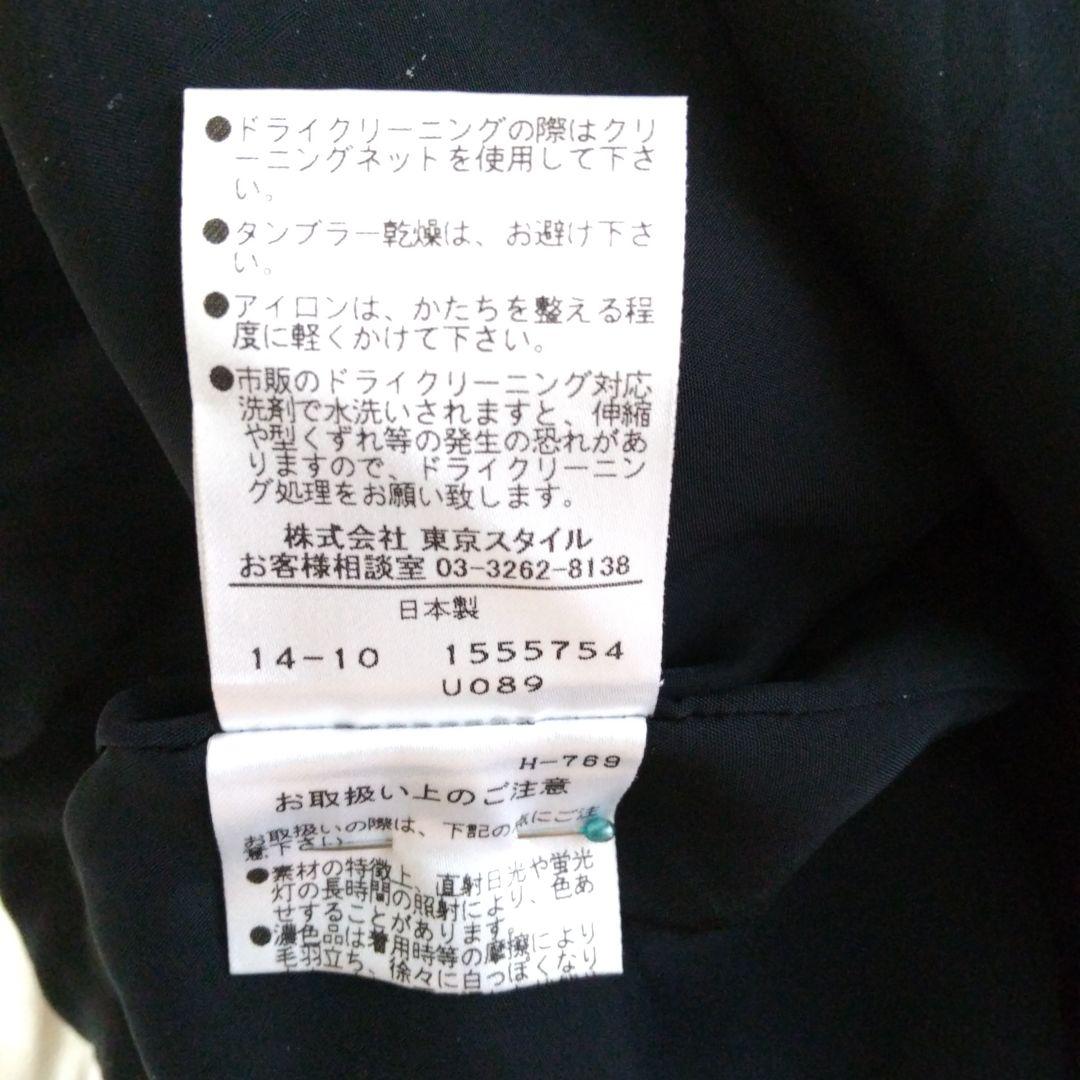 ●ドライクリーニングの際はクリ
ーニングネットを使用して下さ
い。
●タンブラー乾燥は、お避け下さ
い。
●アイロンは、かたちを整える程
度に軽くかけて下さい。
●市販のドライクリーニング対応
洗剤で水洗いされますと、伸縮
や型くずれ等の発生の恐れがあ
りますので、ドライクリーニン
グ処理をお願い致します。
株式会社 東京スタイル
お客様相談室 03-3262-8138
日本製
14-10 1555754
U089
H-769
お取扱い上のご注意
お取扱いの際は、下記の点にご注
意下さい
●素材の特徴上、直射日光や蛍光
灯の長時間の照射により、色あ
せすることがあります。
●濃色品は着用時等の摩擦により
毛羽立ち、徐々に白っぽくなり